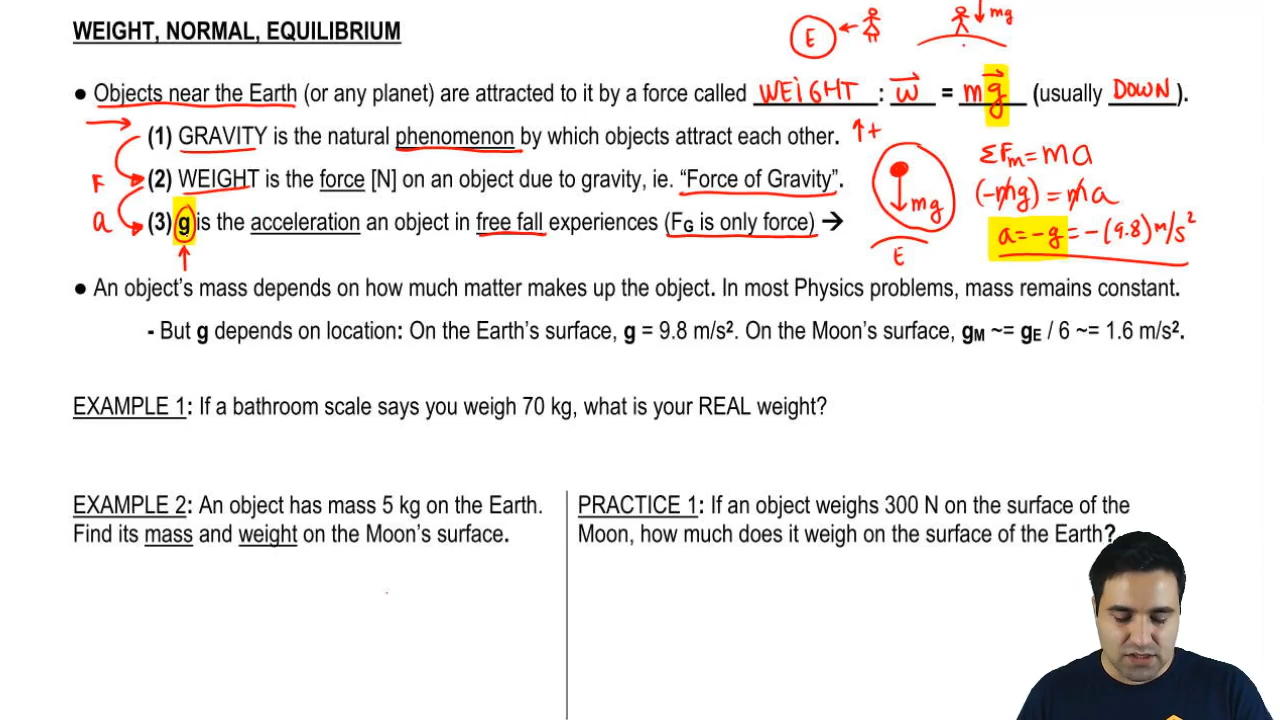 WEIGHT, NORMAL, EQUILIBRIUM
E
mg
● Objects near the Earth (or any planet) are attracted to it by a force called WEIGHT : w = mg (usually DOWN).
(1) GRAVITY is the natural phenomenon by which objects attract each other. ↑+
F (2) WEIGHT is the force [N] on an object due to gravity, ie. “Force of Gravity”.
a (3) g is the acceleration an object in free fall experiences (FG is only force) →
mg
E
ΣFm = ma
(-mg) = ma
a = -g = -(9.8) m/s²
● An object's mass depends on how much matter makes up the object. In most Physics problems, mass remains constant.
- But g depends on location: On the Earth's surface, g = 9.8 m/s². On the Moon's surface, gM ~= gE / 6 ~= 1.6 m/s².
EXAMPLE 1: If a bathroom scale says you weigh 70 kg, what is your REAL weight?
EXAMPLE 2: An object has mass 5 kg on the Earth.
Find its mass and weight on the Moon's surface.
PRACTICE 1: If an object weighs 300 N on the surface of the
Moon, how much does it weigh on the surface of the Earth?